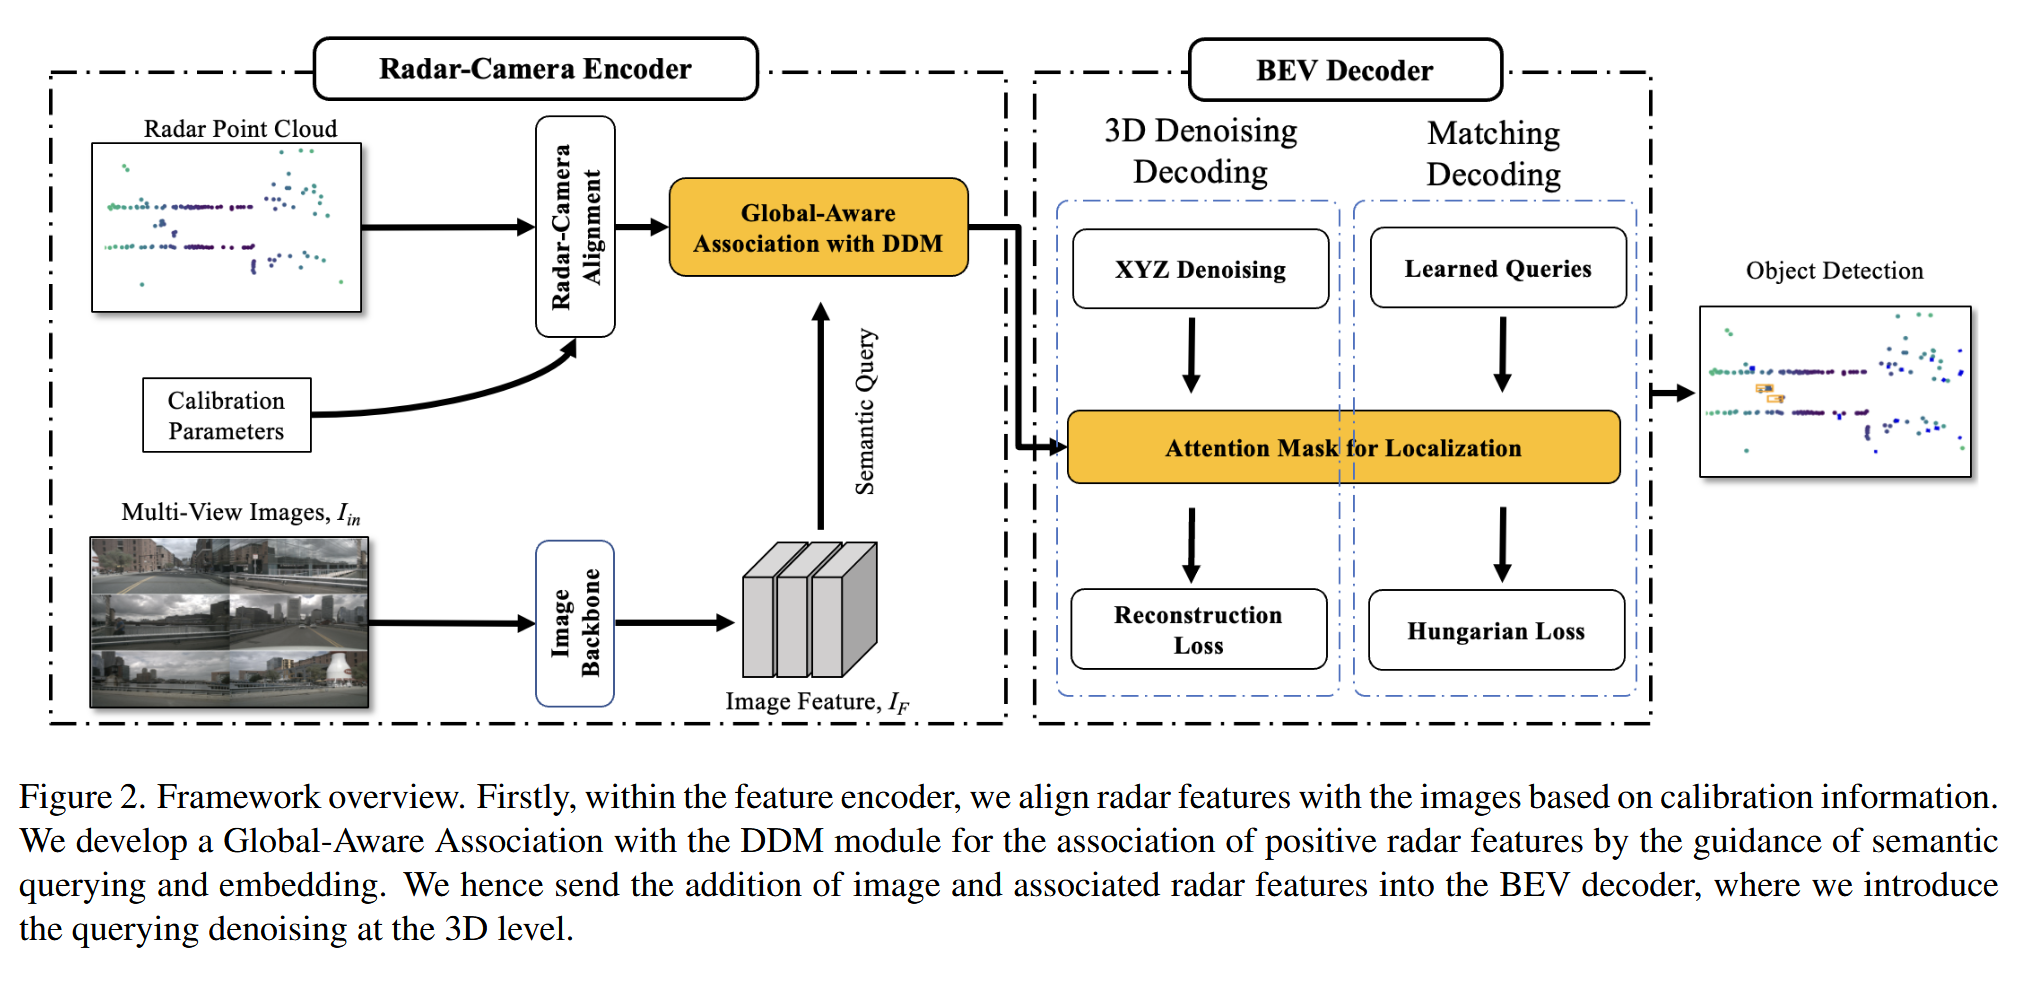 Radar-Camera Encoder
Radar Point Cloud
Radar-Camera
Alignment
Global-Aware
Association with DDM
Calibration
Parameters
Semantic Query
Multi-View Images, I_in
Image
Backbone
Image Feature, I_F
BEV Decoder
3D Denoising
Decoding
Matching
Decoding
XYZ Denoising
Learned Queries
Attention Mask for Localization
Reconstruction
Loss
Hungarian Loss
Object Detection
Figure 2. Framework overview. Firstly, within the feature encoder, we align radar features with the images based on calibration information.
We develop a Global-Aware Association with the DDM module for the association of positive radar features by the guidance of semantic
querying and embedding. We hence send the addition of image and associated radar features into the BEV decoder, where we introduce
the querying denoising at the 3D level.